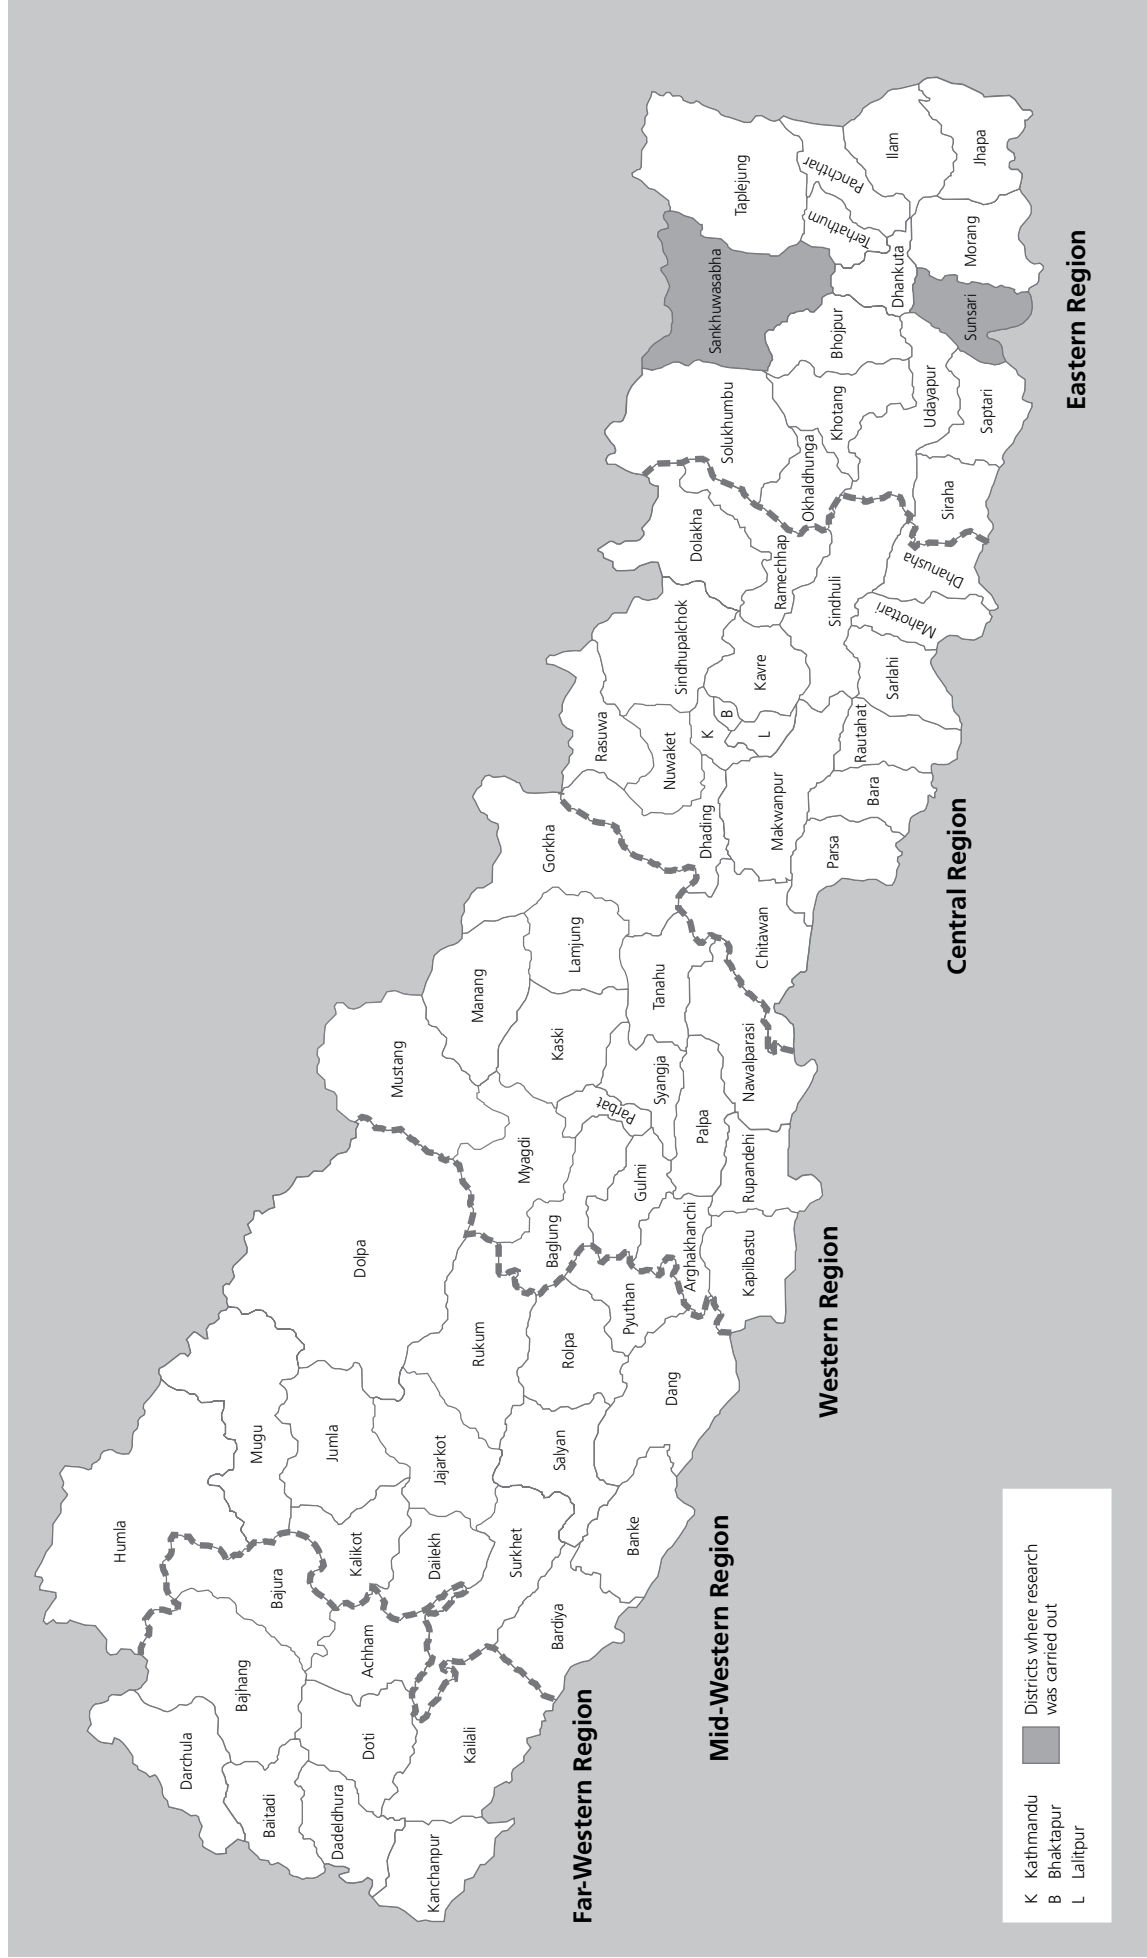 Humla
Darchula
Bajhang
Bajura
Mugu
Dolpa
Baitadi
Dadeldhura
Doti
Achham
Kalikot
Jumla
Kanchanpur
Kailali
Dailekh
Jajarkot
Rukum
Surkhet
Salyan
Rolpa
Bardiya
Banke
Dang
Pyuthan
Mustang
Manang
Myagdi
Kaski
Lamjung
Gorkha
Baglung
Parbat
Gulmi
Syangja
Tanahu
Arghakhanchi
Palpa
Kapilbastu
Rupandehi
Nawalparasi
Rasuwa
Nuwaket
Dhading
Sindhupalchok
Dolakha
K
B
L
Kavre
Ramechhap
Chitawan
Makwanpur
Sindhuli
Parsa
Bara
Rautahat
Sarlahi
Mahottari
Dhanusha
Solukhumbu
Sankhuwasabha
Taplejung
Okhaldhunga
Khotang
Bhojpur
Terhathum
Panchthar
Dhankuta
Ilam
Udayapur
Siraha
Saptari
Sunsari
Morang
Jhapa
Far-Western Region
Mid-Western Region
Western Region
Central Region
Eastern Region
K Kathmandu
B Bhaktapur
L Lalitpur
Districts where research
was carried out